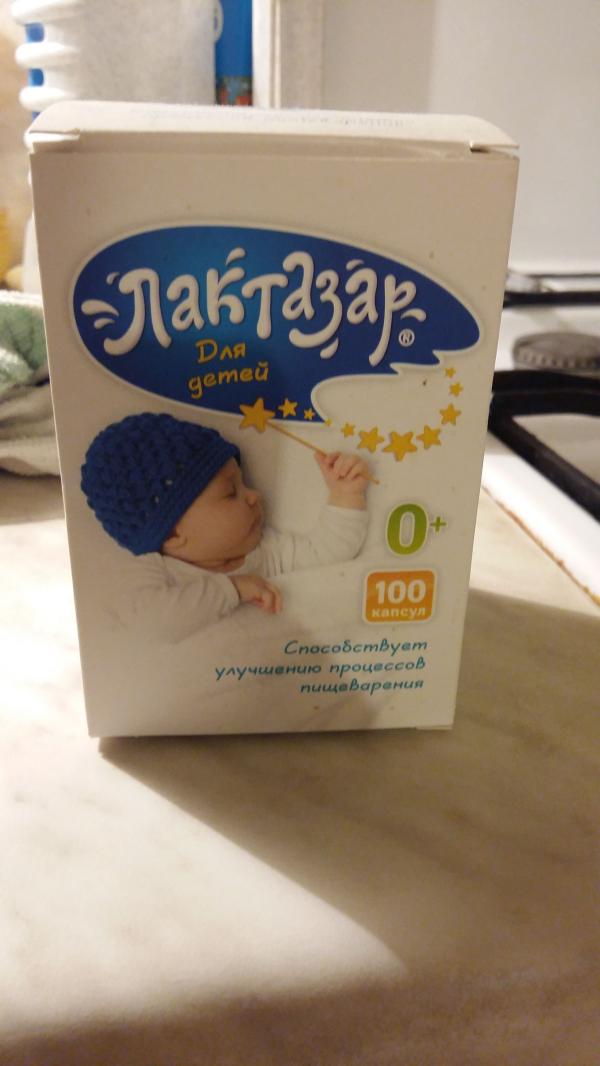 Лактазар®
Для
детей
0+
100
капсул
Способствует
улучшению процессов
пищеварения